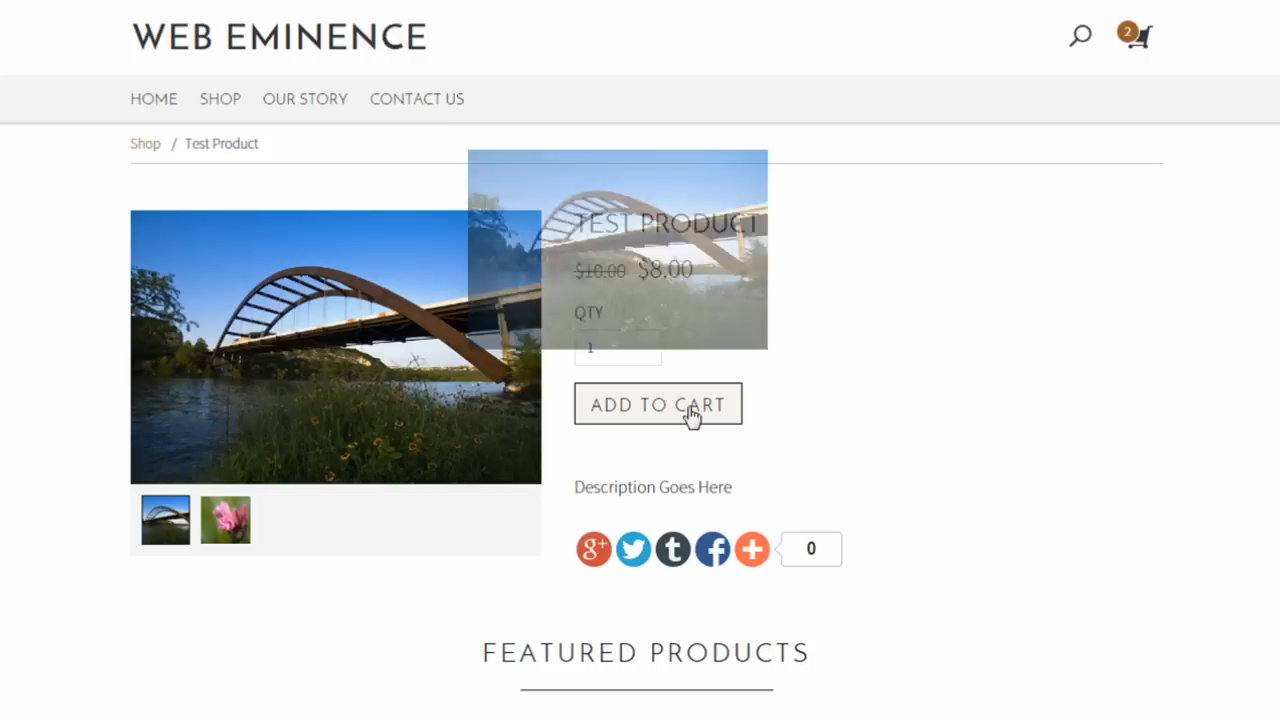 WEB EMINENCE
2
HOME SHOP OUR STORY CONTACT US
Shop / Test Product
TEST PRODUCT
$10.00 $8.00
QTY
1
ADD TO CART
Description Goes Here
g+ t f + 0
FEATURED PRODUCTS